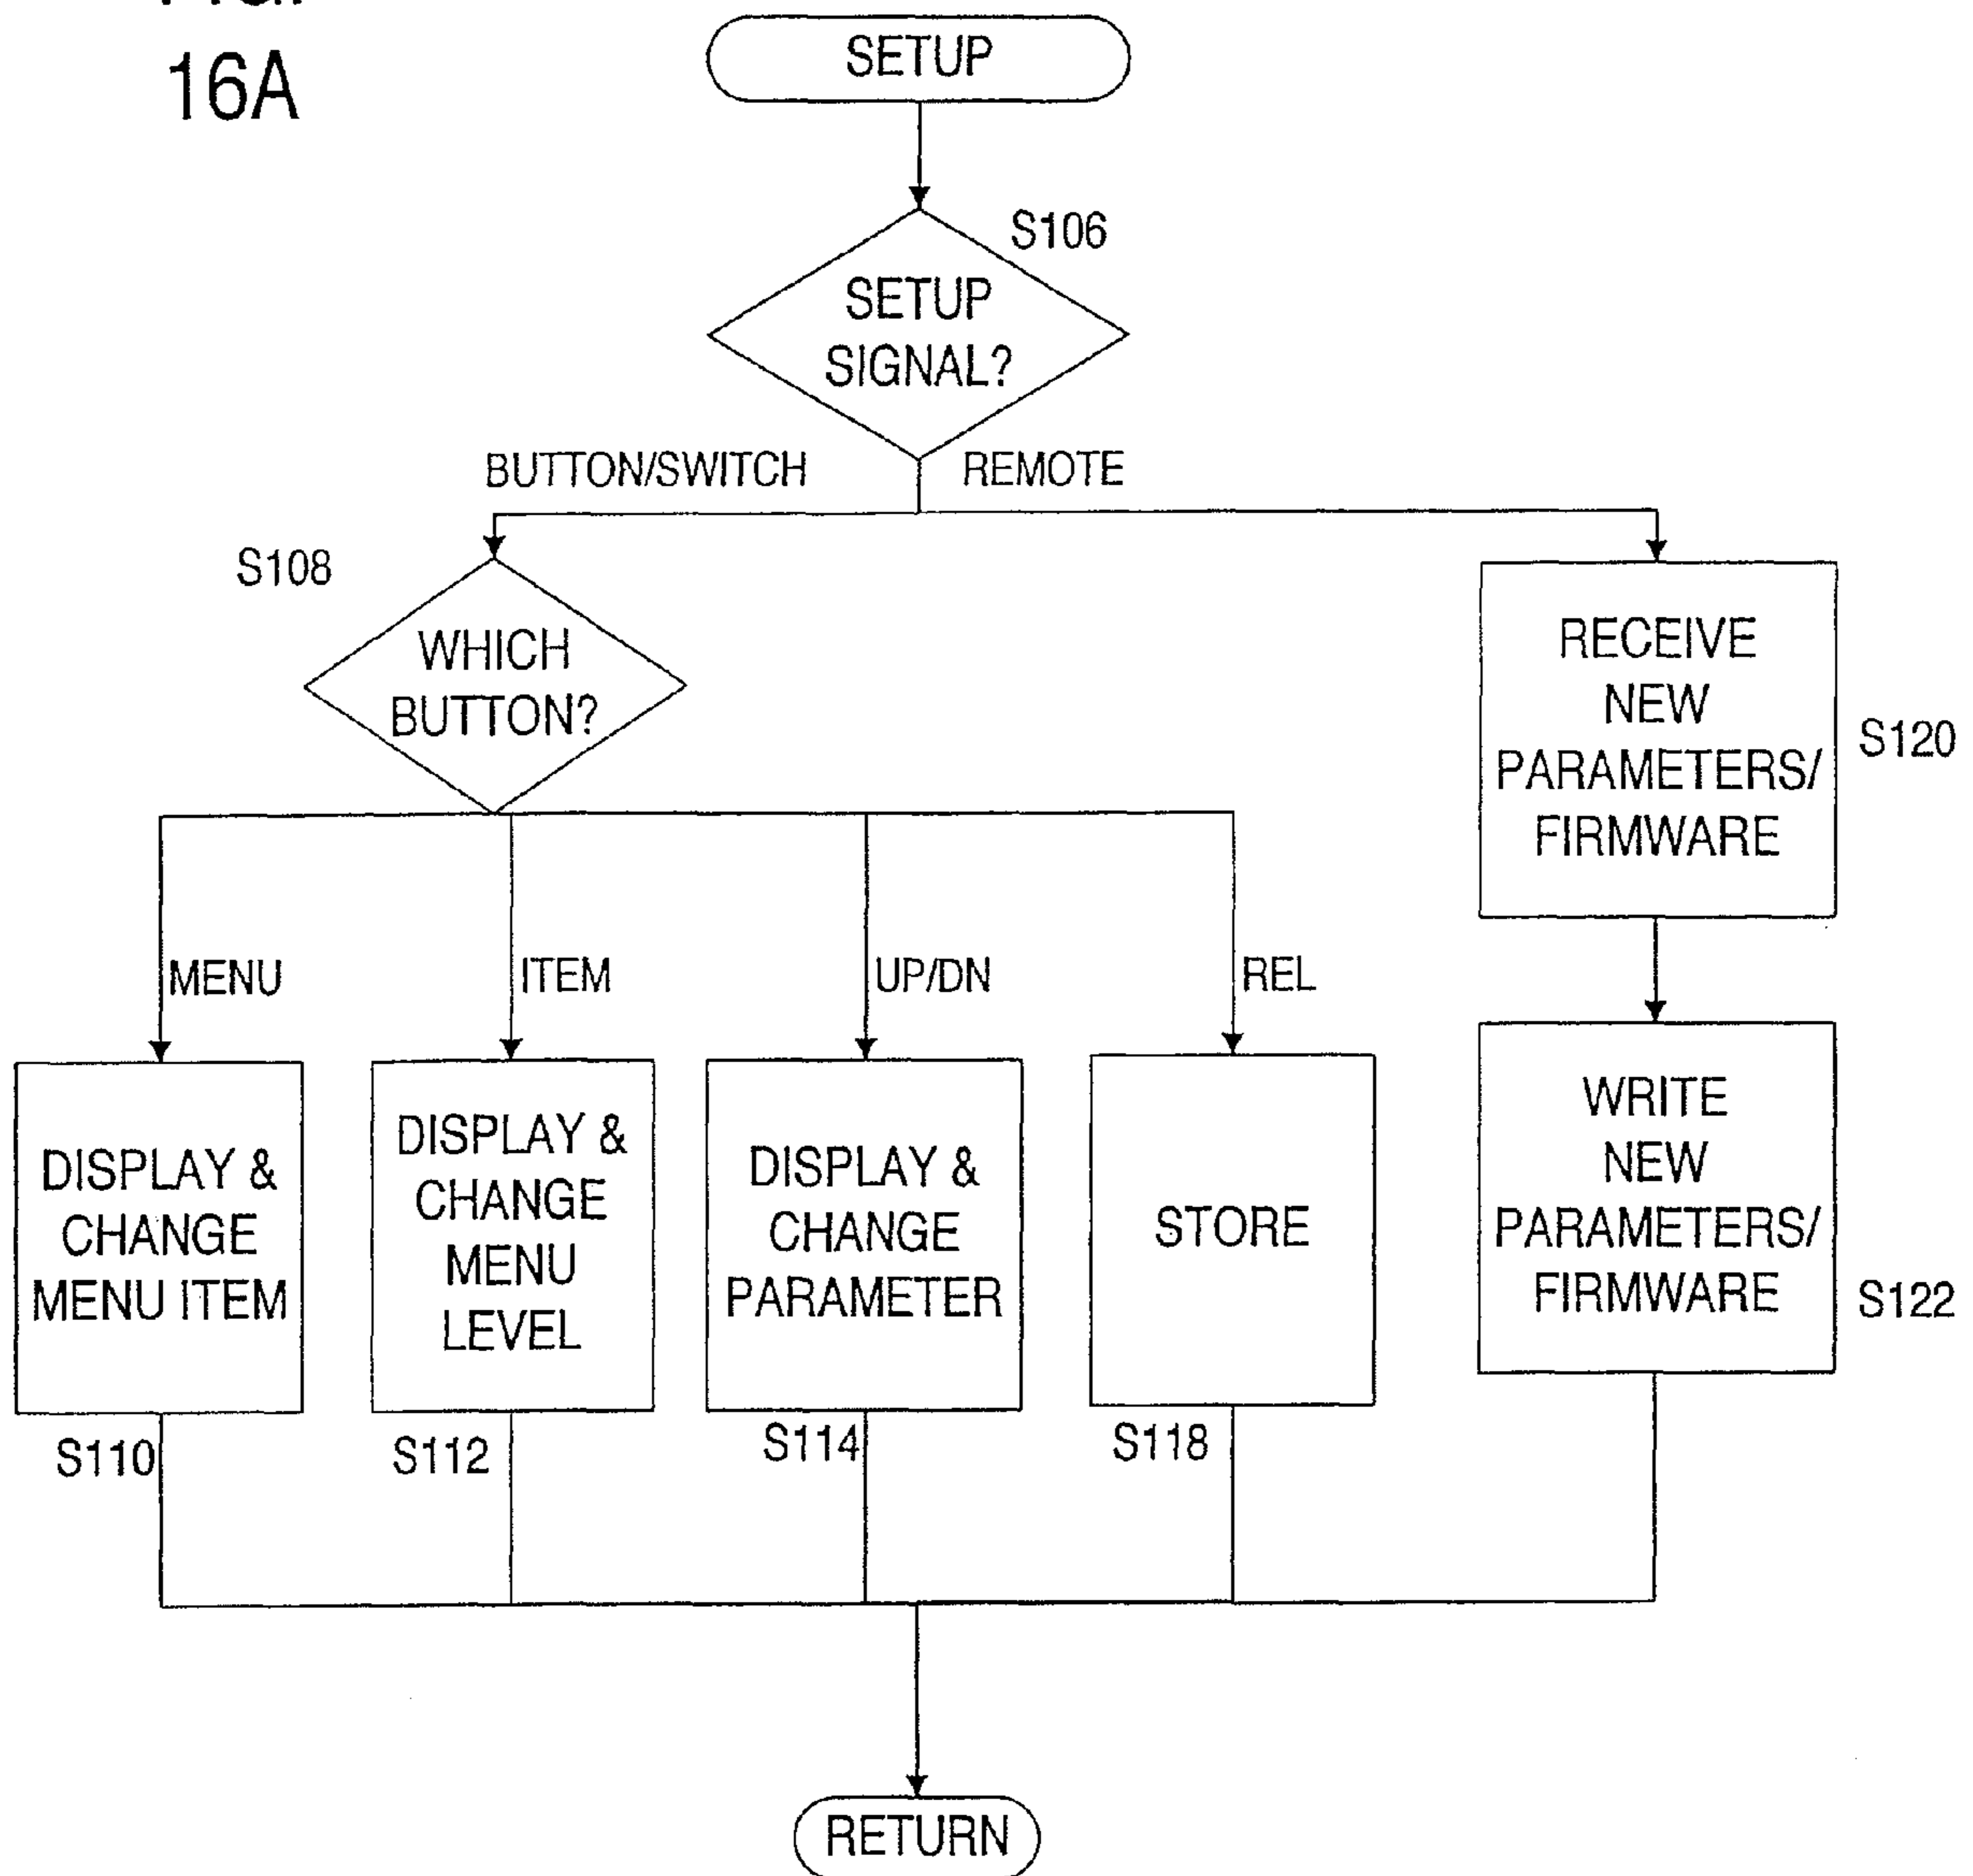 16A
SETUP
S106
SETUP
SIGNAL?
BUTTON/SWITCH
REMOTE
S108
WHICH
BUTTON?
RECEIVE
NEW
PARAMETERS/
FIRMWARE
S120
MENU
ITEM
UP/DN
REL
DISPLAY &
CHANGE
MENU ITEM
S110
DISPLAY &
CHANGE
MENU
LEVEL
S112
DISPLAY &
CHANGE
PARAMETER
S114
STORE
S118
WRITE
NEW
PARAMETERS/
FIRMWARE
S122
RETURN